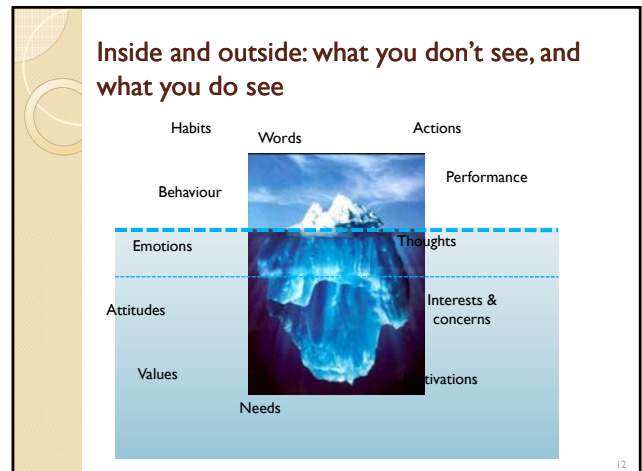 Inside and outside: what you don't see, and
what you do see
Habits
Words
Actions
Behaviour
Performance
Emotions
Thoughts
Attitudes
Interests &
concerns
Values
tivations
Needs
12